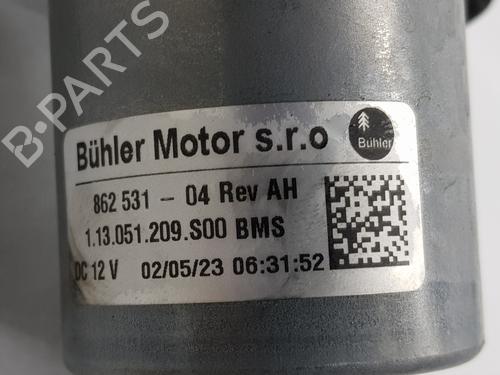 B-PARTS
Bühler Motor s.r.o
Bühler
862 531 - 04 Rev AH
1.13.051.209.S00 BMS
DC 12 V 02/05/23 06:31:52